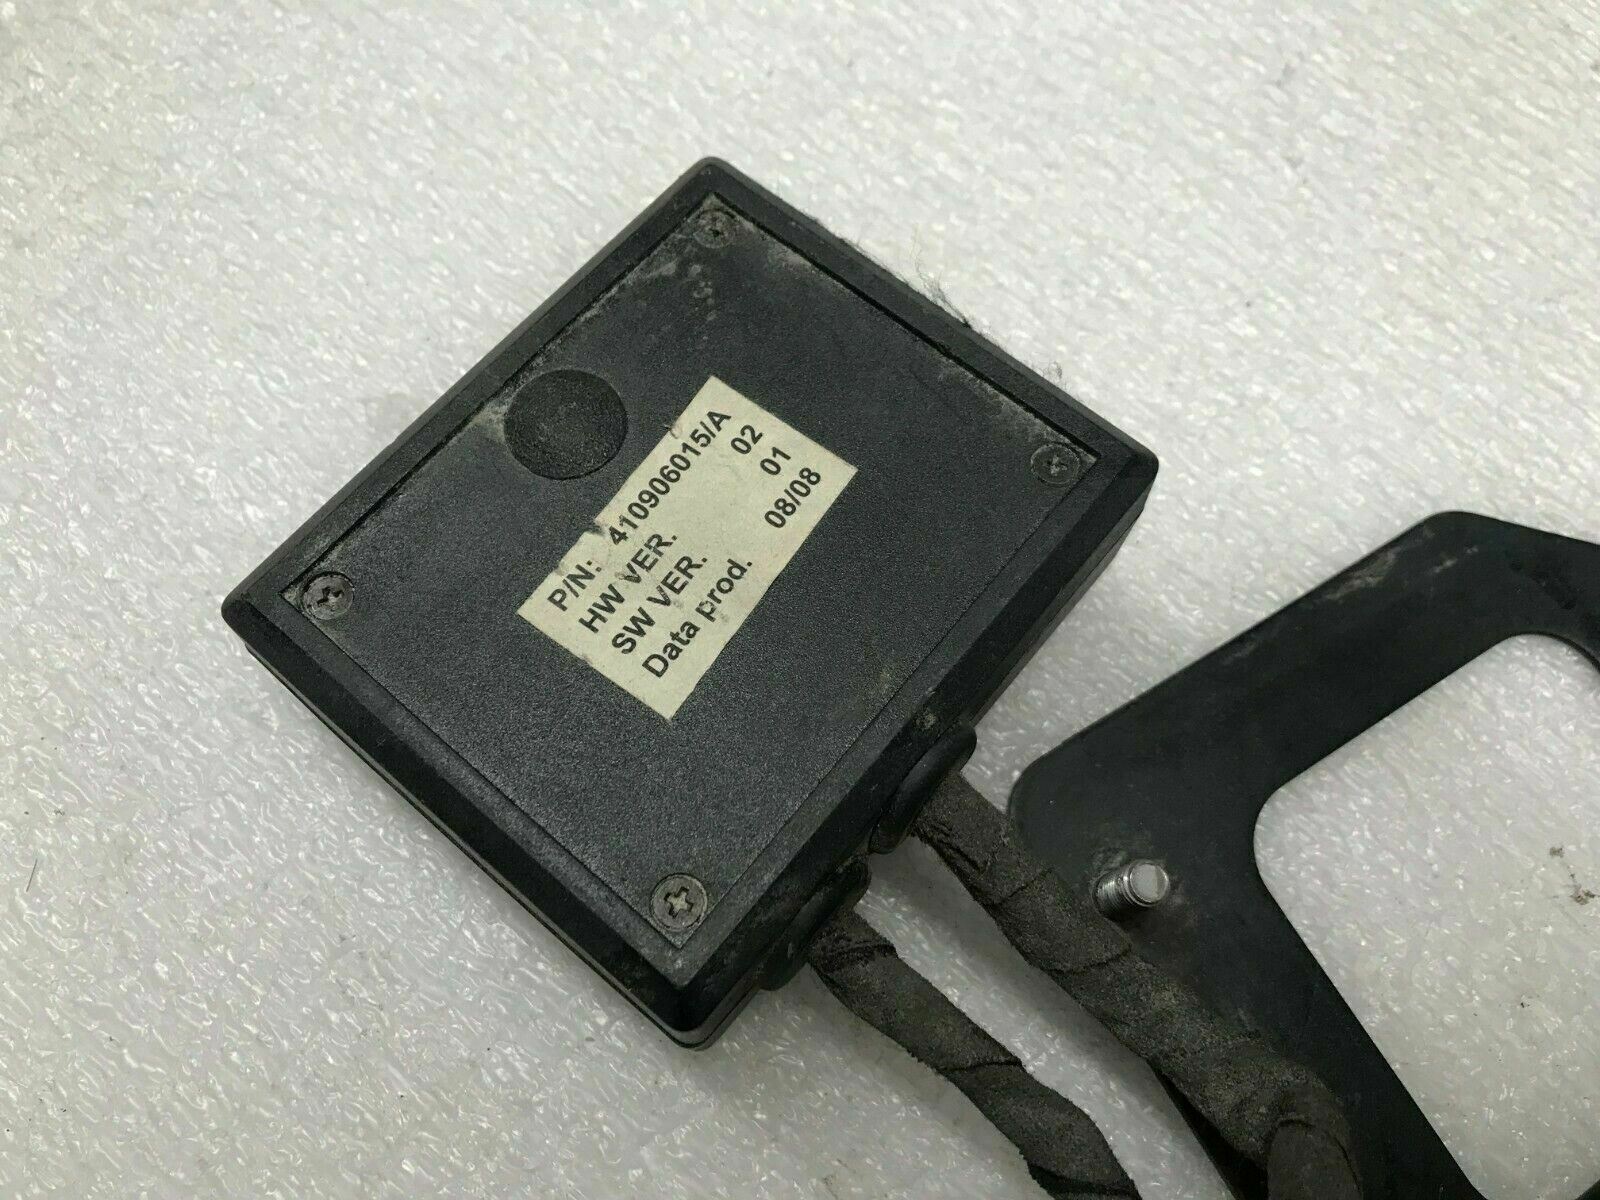 P/N: 410906015/A
HW VER. 02
SW VER. 01
Data prod. 08/08